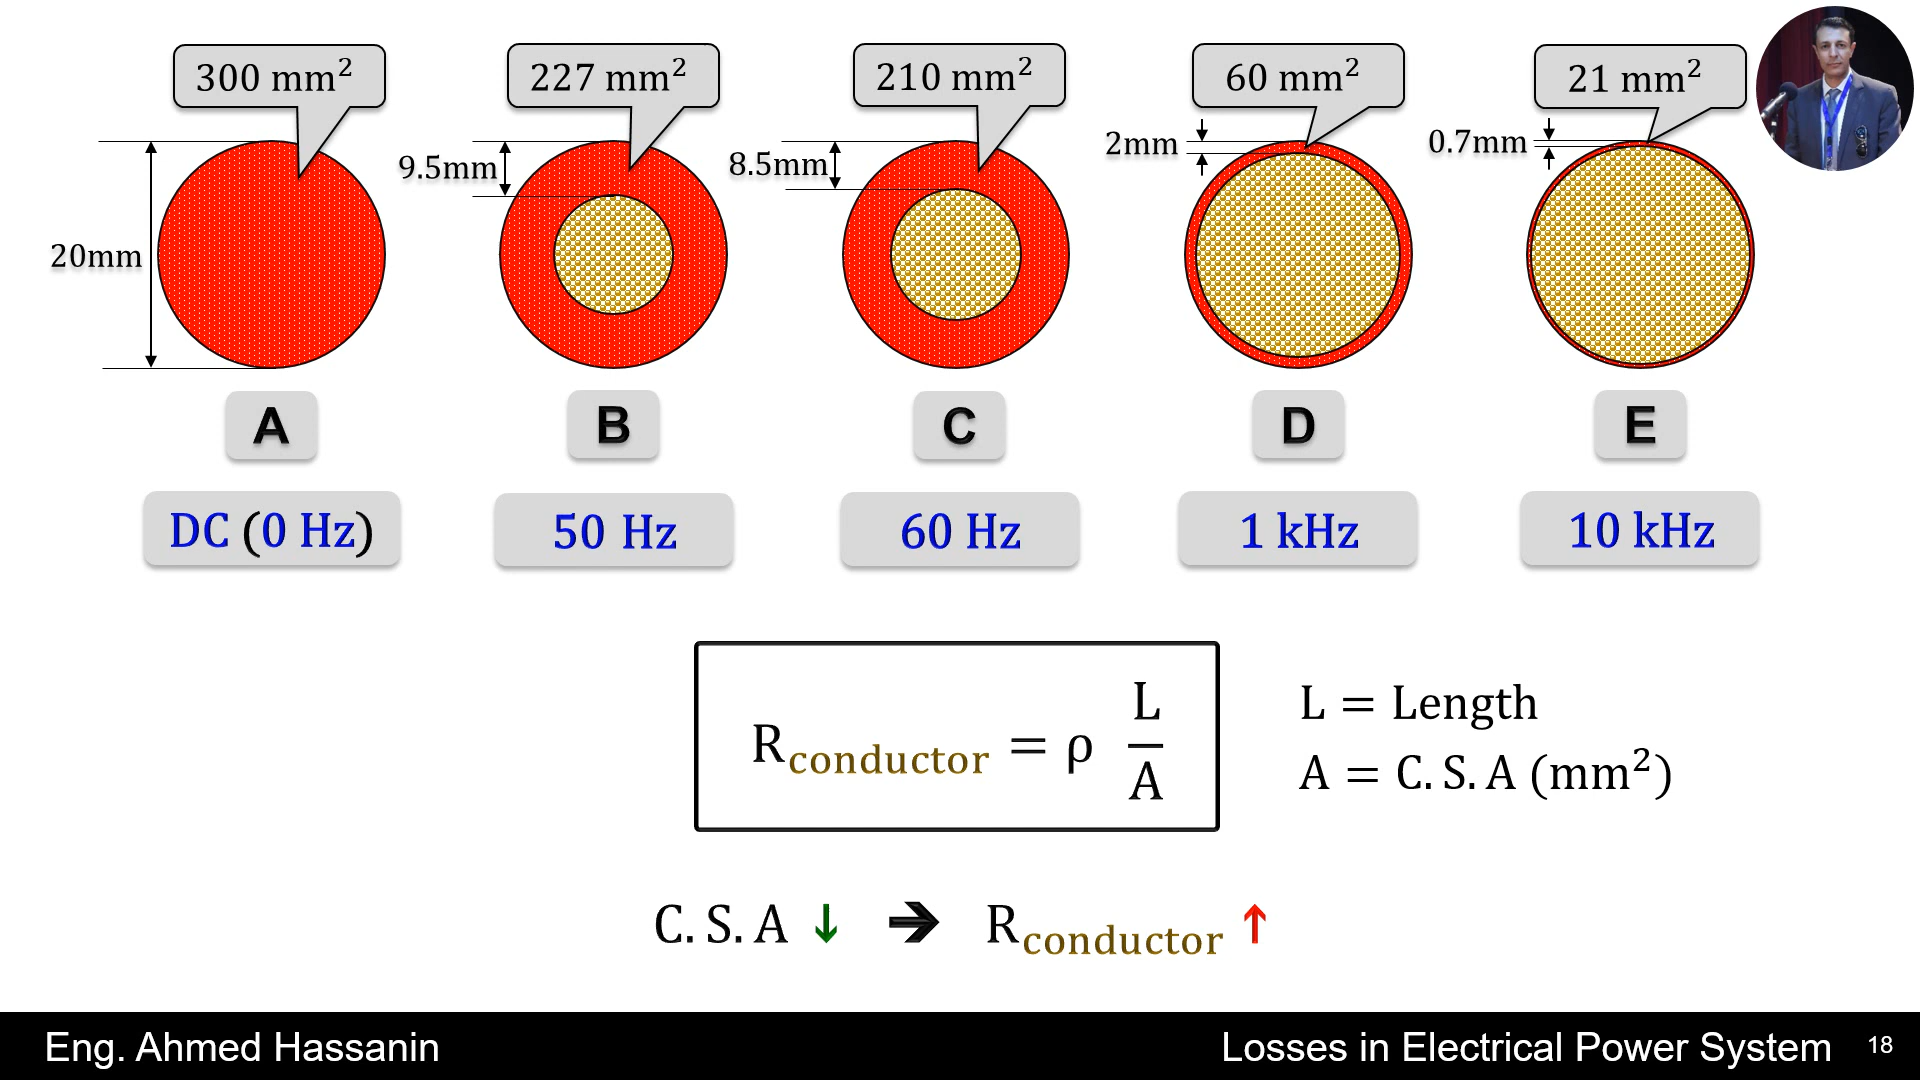 300 mm²
227 mm²
210 mm²
60 mm²
21 mm²
20mm
9.5mm
8.5mm
2mm
0.7mm
A
B
C
D
E
DC (0 Hz)
50 Hz
60 Hz
1 kHz
10 kHz
R conductor = ρ L/A
L = Length
A = C. S. A (mm²)
C. S. A ↓ ➔ R conductor ↑
Eng. Ahmed Hassanin
Losses in Electrical Power System 18